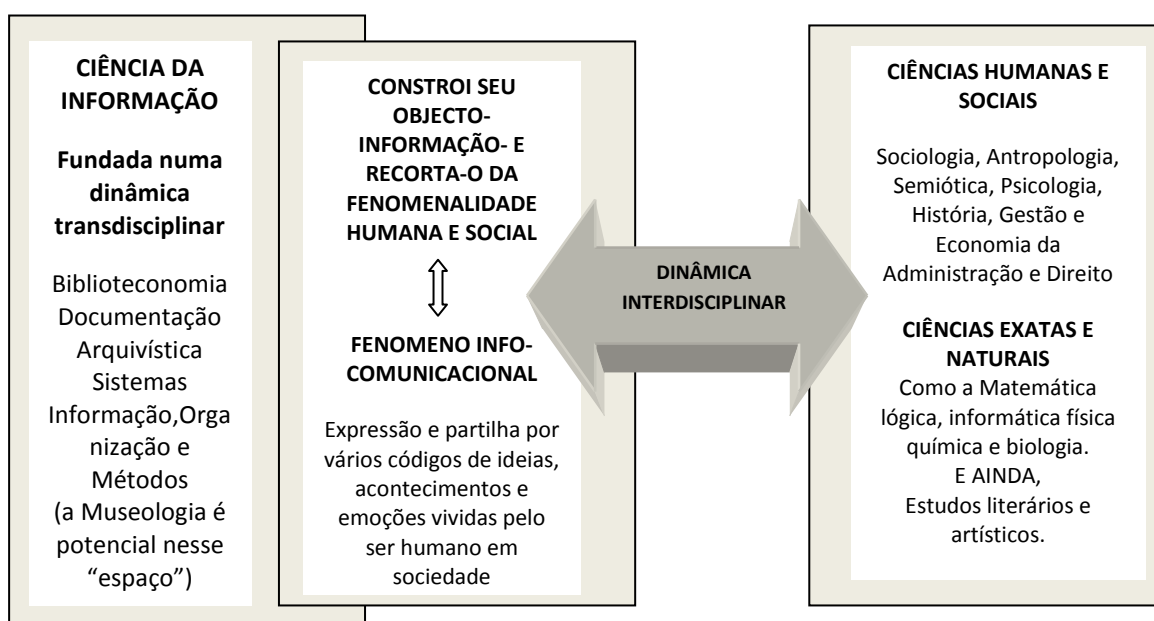 CIÊNCIA DA
INFORMAÇÃO
Fundada numa
dinâmica
transdisciplinar
Biblioteconomia
Documentação
Arquivística
Sistemas
Informação,Orga
nização e
Métodos
(a Museologia é
potencial nesse
“espaço”)
CONSTROI SEU
OBJECTO-
INFORMAÇÃO- E
RECORTA-O DA
FENOMENALIDADE
HUMANA E SOCIAL
FENOMENO INFO-
COMUNICACIONAL
Expressão e partilha por
vários códigos de ideias,
acontecimentos e
emoções vividas pelo
ser humano em
sociedade
DINÂMICA
INTERDISCIPLINAR
CIÊNCIAS HUMANAS E
SOCIAIS
Sociologia, Antropologia,
Semiótica, Psicologia,
História, Gestão e
Economia da
Administração e Direito
CIÊNCIAS EXATAS E
NATURAIS
Como a Matemática
lógica, informática física
química e biologia.
E AINDA,
Estudos literários e
artísticos.